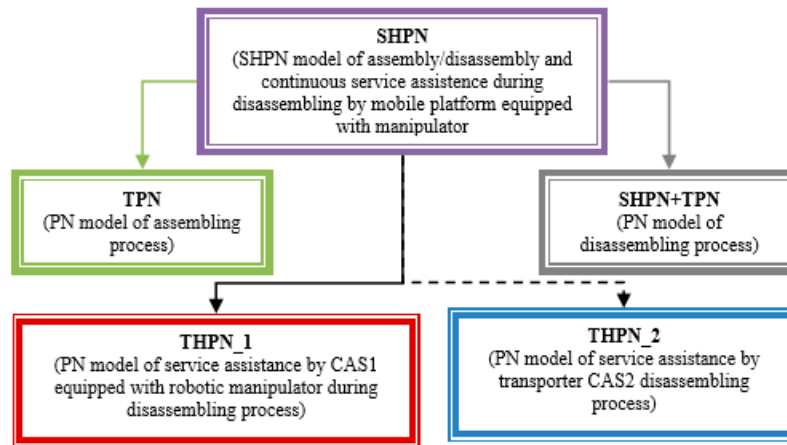 SHPN
(SHPN model of assembly/disassembly and
continuous service assistence during
disassembling by mobile platform equipped
with manipulator
TPN
(PN model of assembling
process)
SHPN+TPN
(PN model of
disassembling process)
THPN_1
(PN model of service assistance by CAS1
equipped with robotic manipulator during
disassembling process)
THPN_2
(PN model of service assistance by
transporter CAS2 disassembling
process)